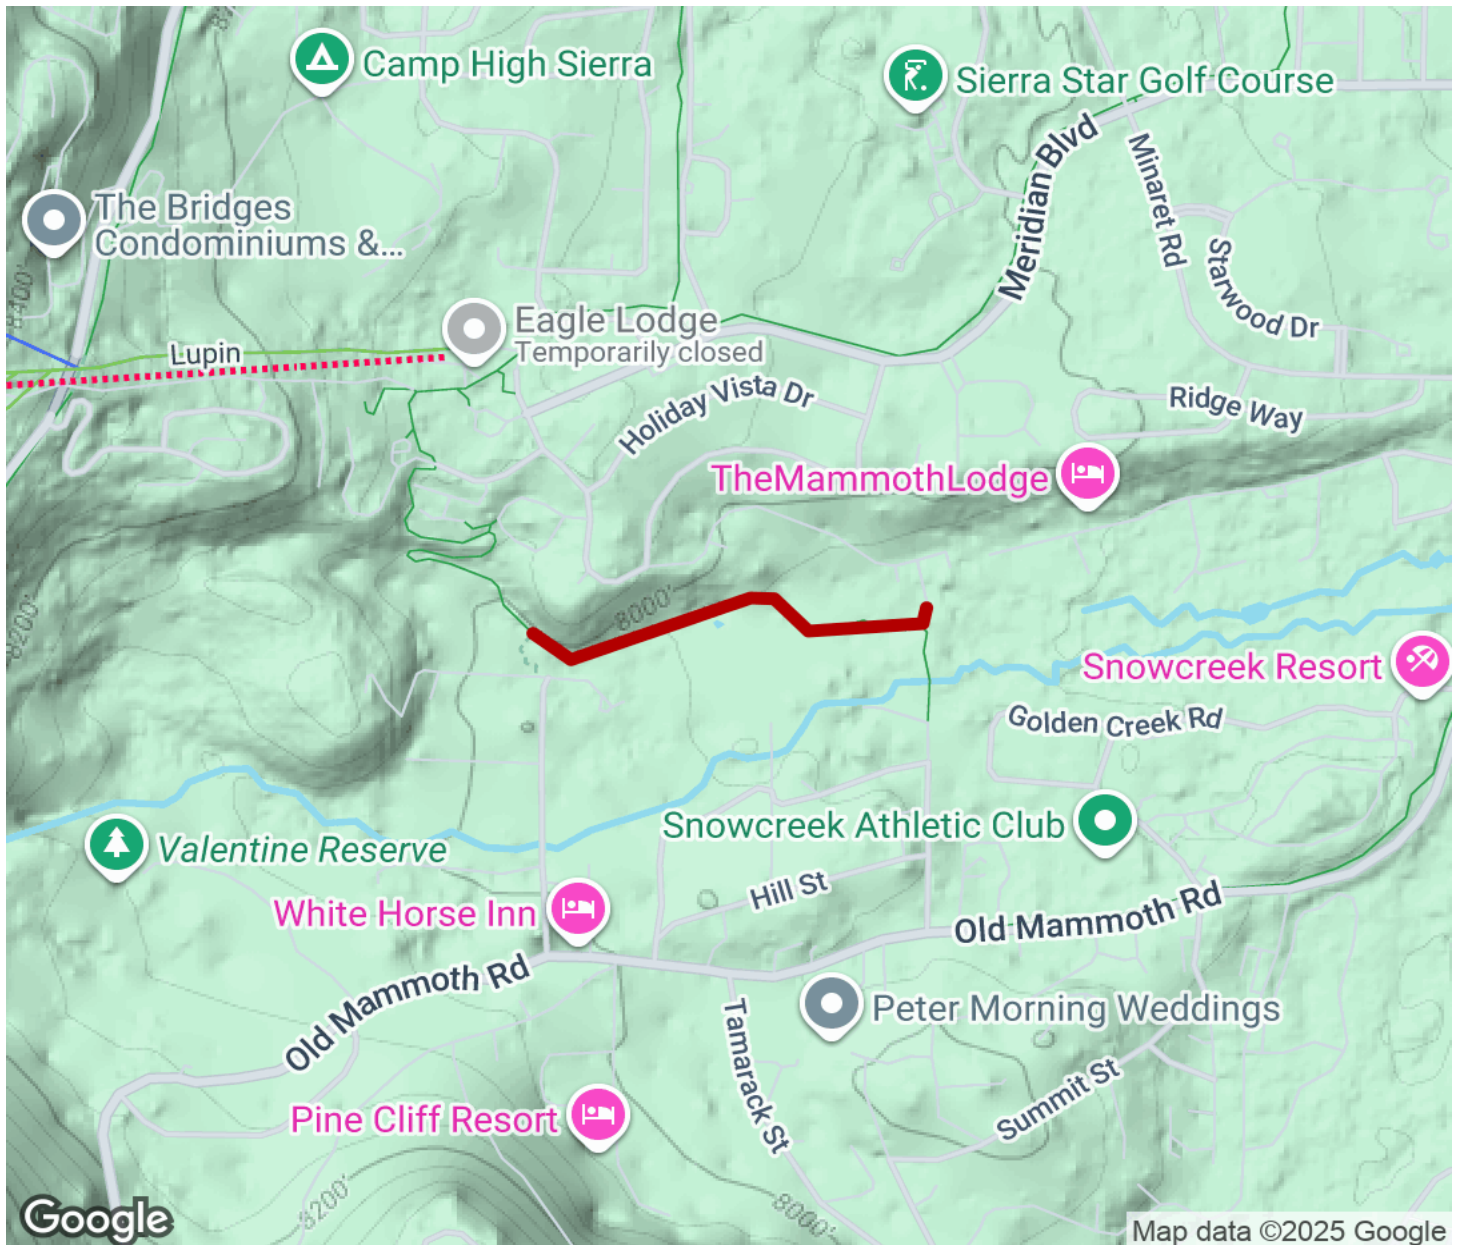 Camp High Sierra
Sierra Star Golf Course
Meridian Blvd
Minaret Rd
The Bridges
Condominiums &...
Starwood Dr
8400'
Lupin
Eagle Lodge
Temporarily closed
Holiday Vista Dr
Ridge Way
TheMammothLodge
8000'
8200'
Snowcreek Resort
Golden Creek Rd
Snowcreek Athletic Club
Valentine Reserve
Hill St
White Horse Inn
Old Mammoth Rd
Old Mammoth Rd
Peter Morning Weddings
Tamarack St
Summit St
Pine Cliff Resort
8200'
8000'
Google
Map data ©2025 Google